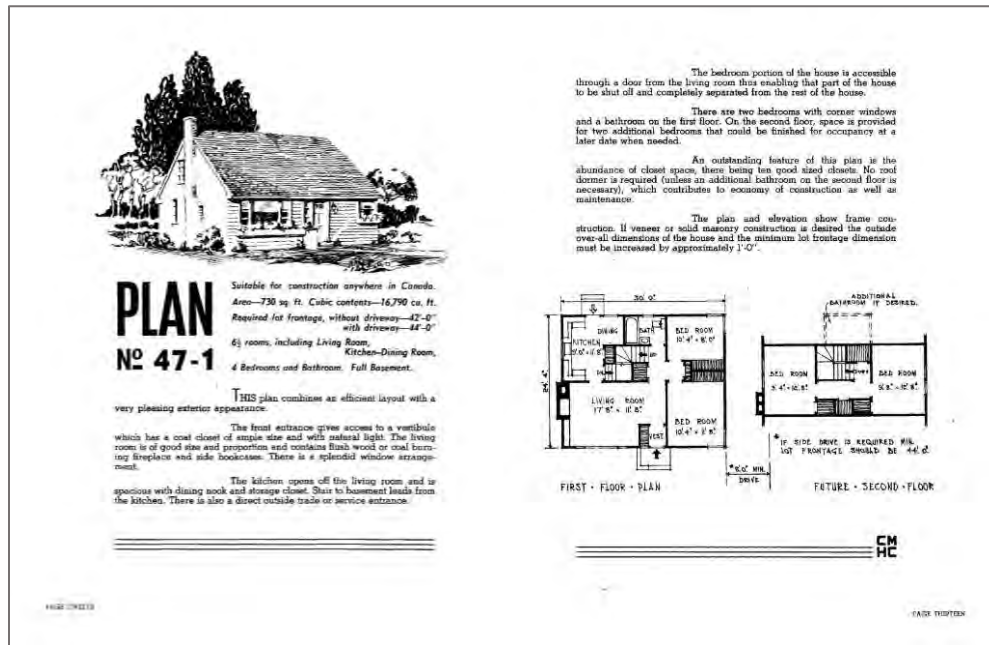 PLAN
Nº 47-1
Suitable for construction anywhere in Canada.
Area—730 sq. ft. Cubic contents—16,790 cu. ft.
Required lot frontage, without driveway—42'-0"
with driveway—44'-0"
6½ rooms, including Living Room,
Kitchen-Dining Room,
4 Bedrooms and Bathroom. Full Basement.
THIS plan combines an efficient layout with a
very pleasing exterior appearance.
The front entrance gives access to a vestibule
which has a coat closet of ample size and with natural light. The living
room is of good size and proportion and contains flush wood or coal burn-
ing fireplace and side bookcases. There is a splendid window arrange-
ment.
The kitchen opens off the living room and is
spacious with dining nook and storage closet. Stair to basement leads from
the kitchen. There is also a direct outside trade or service entrance.
PAGE TWELVE
The bedroom portion of the house is accessible
through a door from the living room thus enabling that part of the house
to be shut off and completely separated from the rest of the house.
There are two bedrooms with corner windows
and a bathroom on the first floor. On the second floor, space is provided
for two additional bedrooms that could be finished for occupancy at a
later date when needed.
An outstanding feature of this plan is the
abundance of closet space, there being ten good sized closets. No roof
dormer is required (unless an additional bathroom on the second floor is
necessary), which contributes to economy of construction as well as
maintenance.
The plan and elevation show frame con-
struction. If veneer or solid masonry construction is desired the outside
over-all dimensions of the house and the minimum lot frontage dimension
must be increased by approximately 1'-0".
30'.0"
24'.4"
DINING
BATH
BED ROOM
10'.4" × 8'.0"
KITCHEN
UP
LIVING ROOM
17'.8" × 11'.8"
BED ROOM
10'.4" × 11'.8"
VEST
*8'.0" MIN.
DRIVE
FIRST · FLOOR · PLAN
ADDITIONAL
BATHROOM IF DESIRED.
BED ROOM
BED ROOM
* IF SIDE DRIVE IS REQUIRED MIN.
LOT FRONTAGE SHOULD BE 44'.0"
FUTURE · SECOND · FLOOR
CM
HC
PAGE THIRTEEN